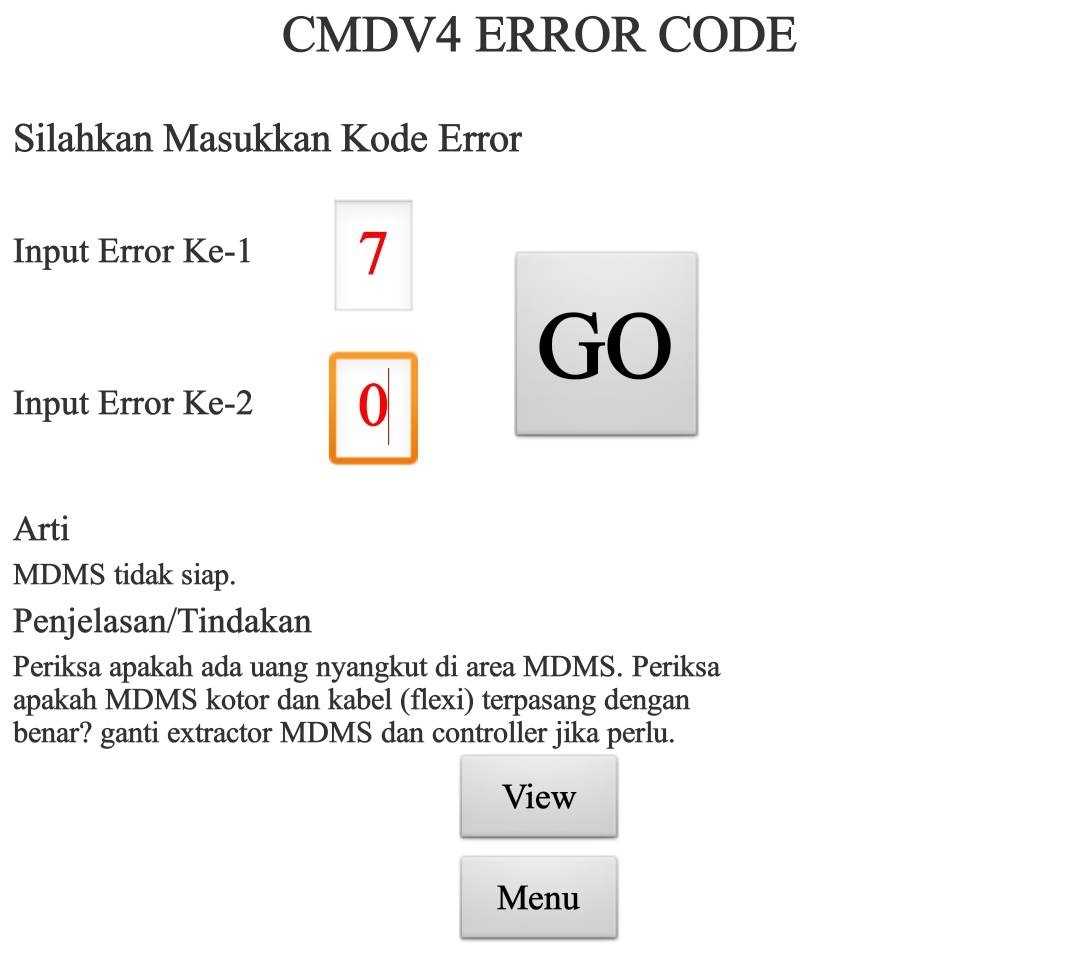 CMDV4 ERROR CODE
Silahkan Masukkan Kode Error
Input Error Ke-1
7
GO
Input Error Ke-2
0
Arti
MDMS tidak siap.
Penjelasan/Tindakan
Periksa apakah ada uang nyangkut di area MDMS. Periksa
apakah MDMS kotor dan kabel (flexi) terpasang dengan
benar? ganti extractor MDMS dan controller jika perlu.
View
Menu